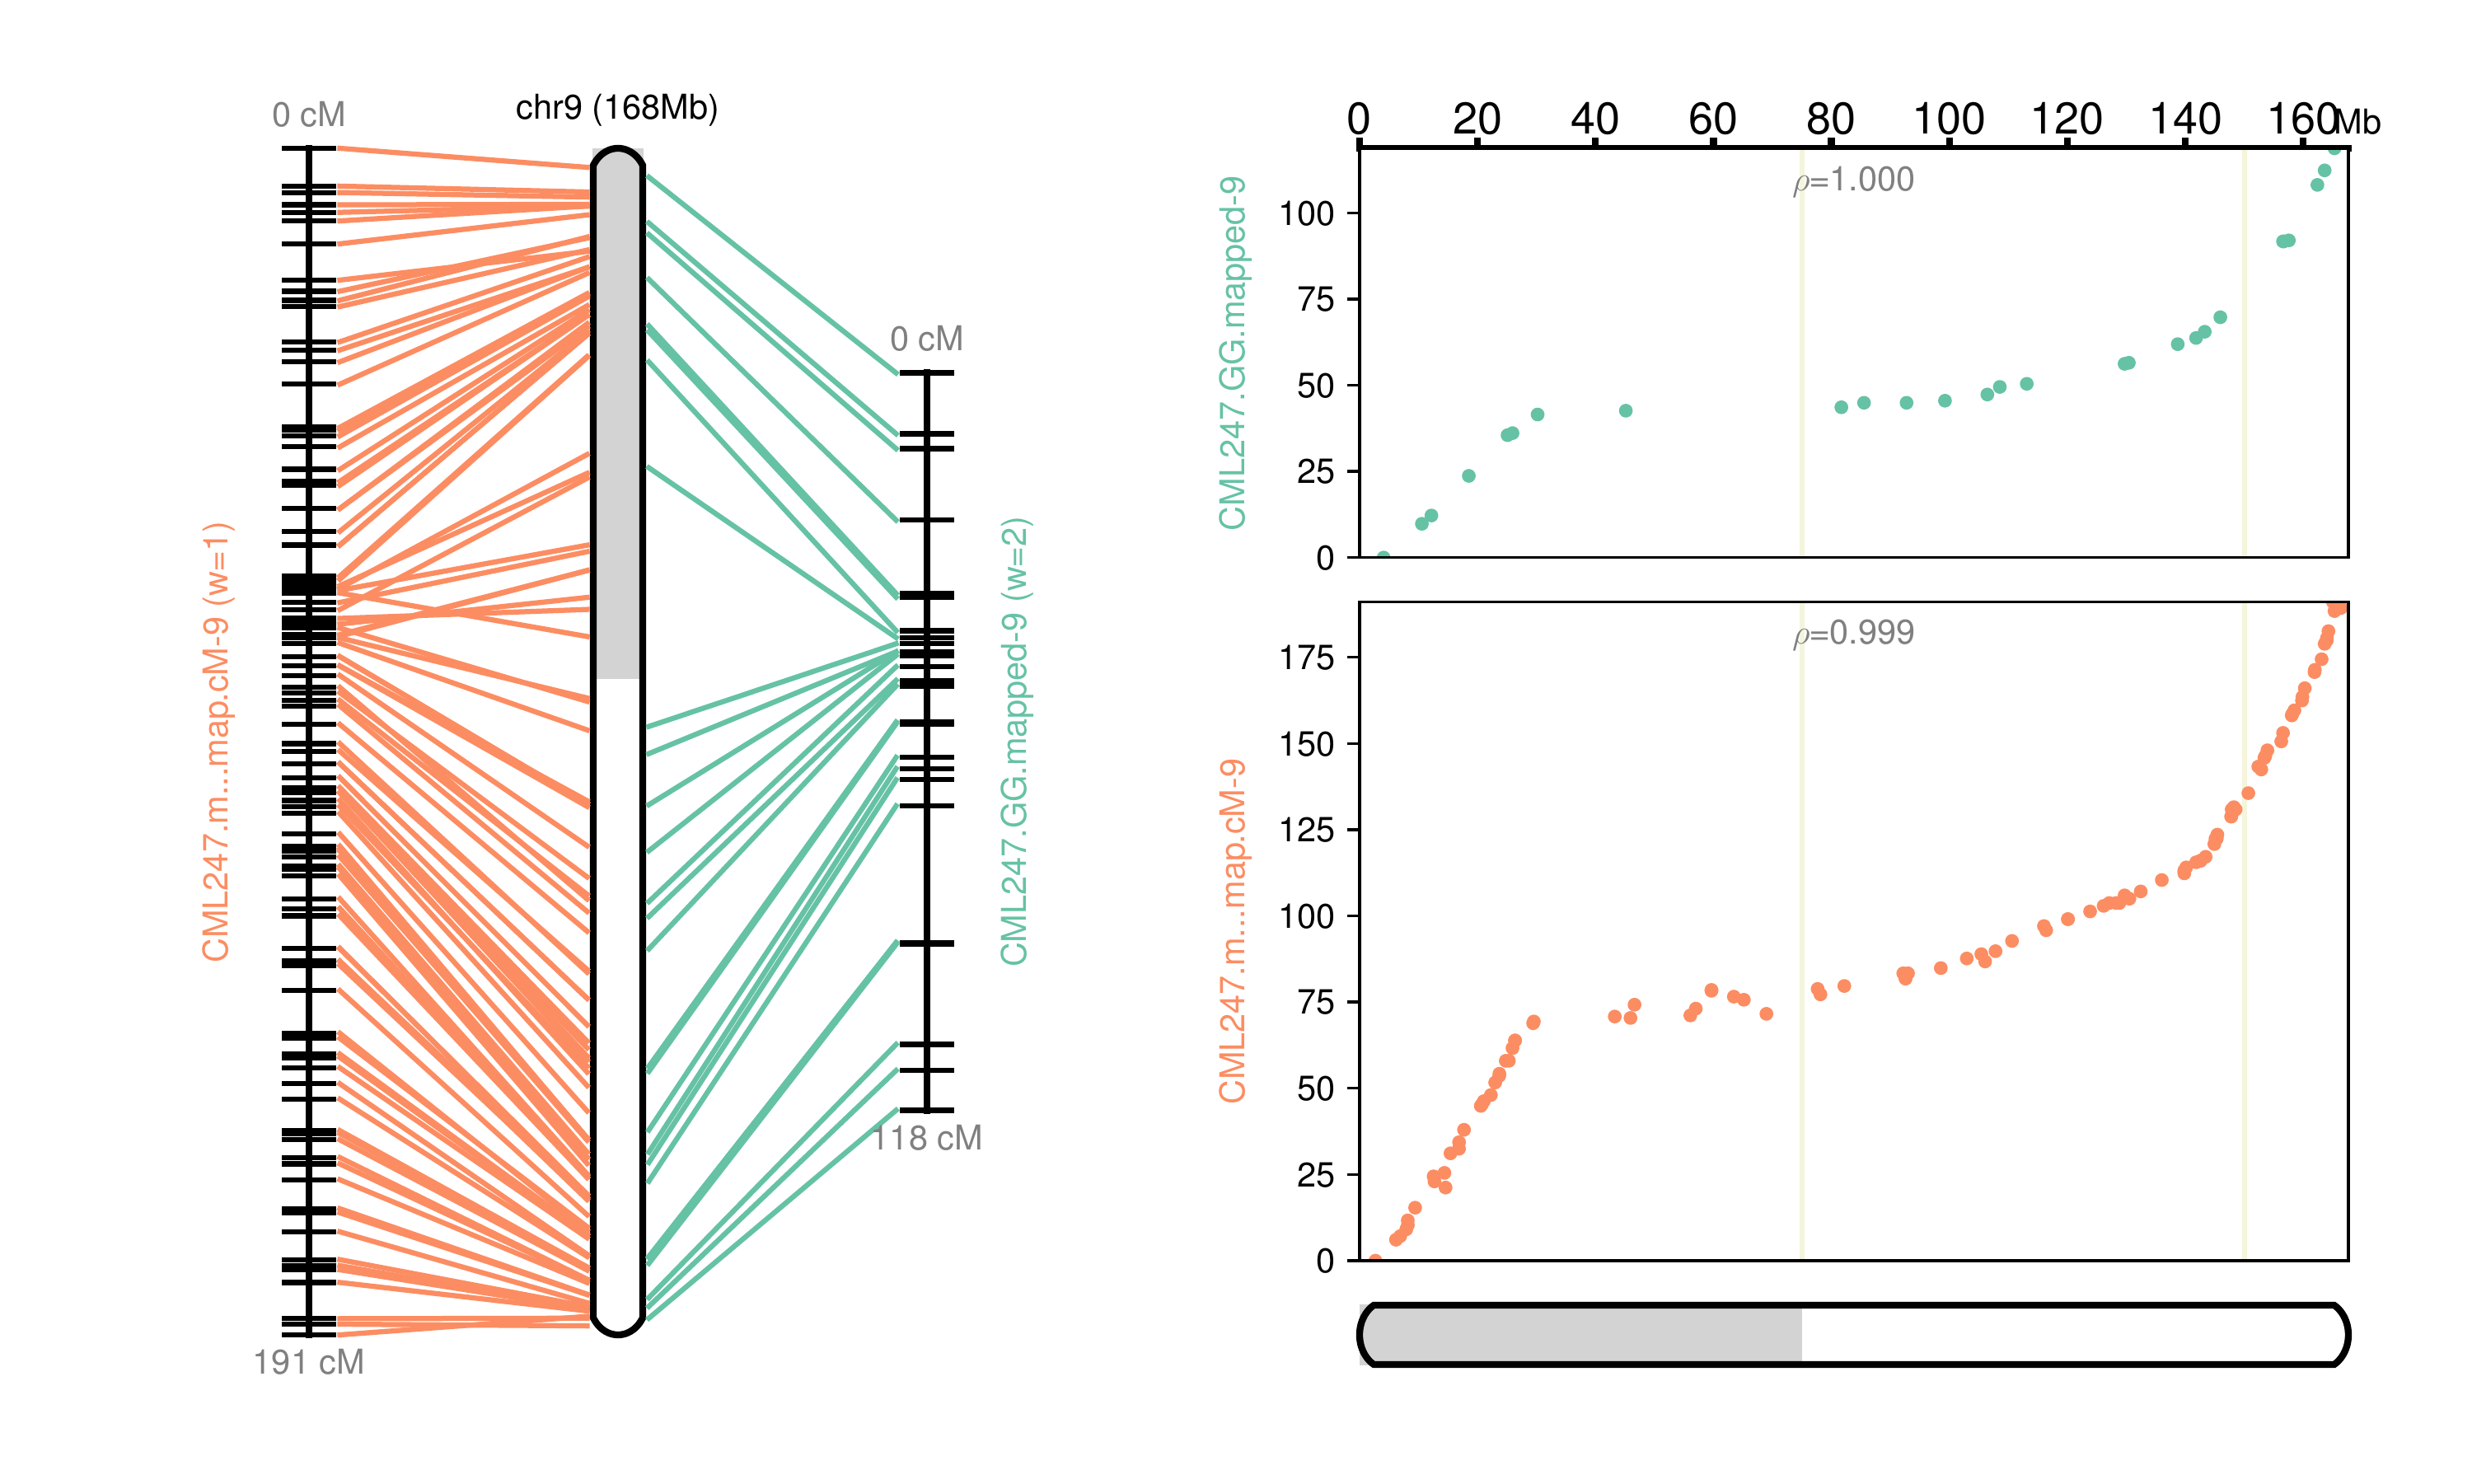 chr9 (168Mb)
0 cM
191 cM
CML247.m...map.cM-9 (w=1)
0 cM
118 cM
CML247.GG.mapped-9 (w=2)
0 20 40 60 80 100 120 140 160 Mb
ρ=1.000
CML247.GG.mapped-9
100
75
50
25
0
ρ=0.999
CML247.m...map.cM-9
175
150
125
100
75
50
25
0